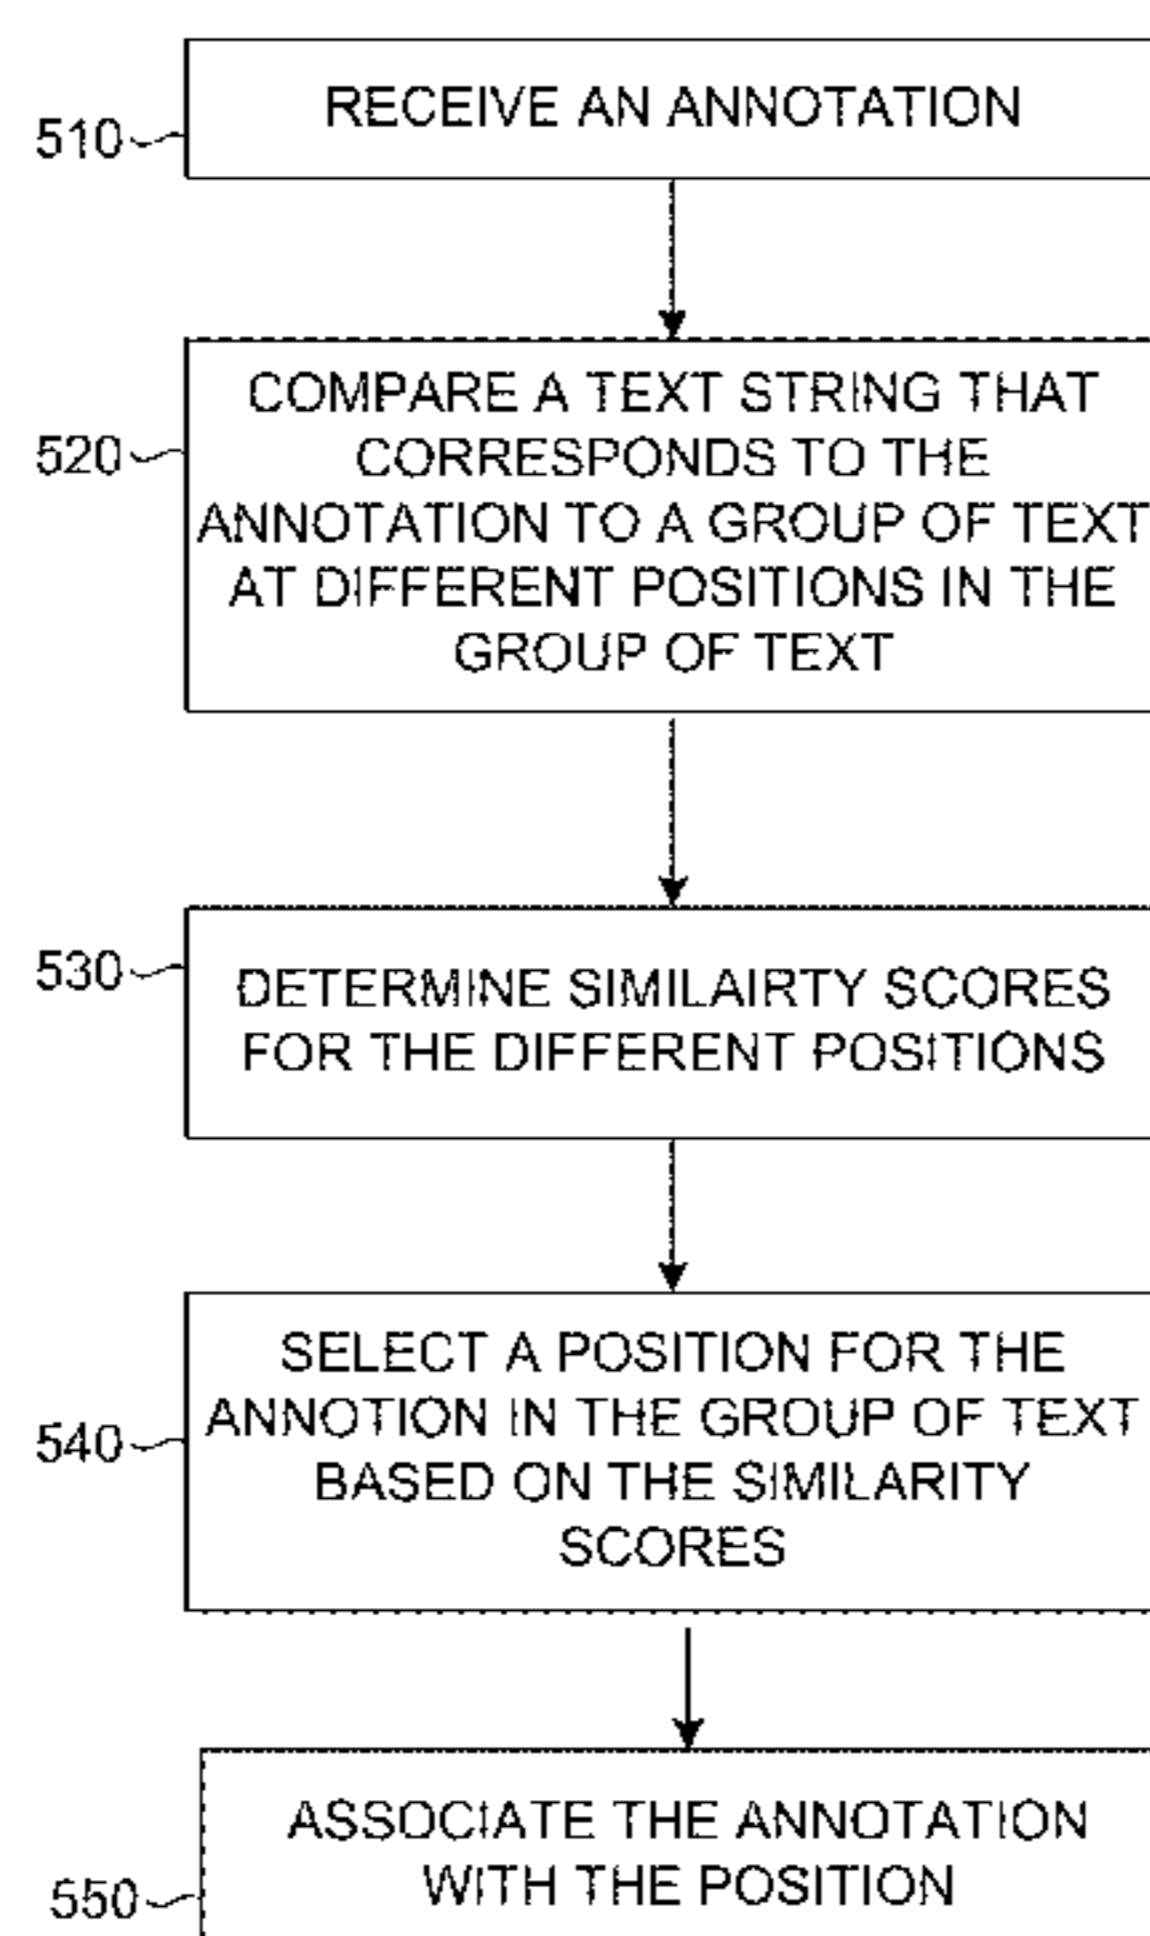 510
RECEIVE AN ANNOTATION
520
COMPARE A TEXT STRING THAT
CORRESPONDS TO THE
ANNOTATION TO A GROUP OF TEXT
AT DIFFERENT POSITIONS IN THE
GROUP OF TEXT
530
DETERMINE SIMILAIRTY SCORES
FOR THE DIFFERENT POSITIONS
540
SELECT A POSITION FOR THE
ANNOTION IN THE GROUP OF TEXT
BASED ON THE SIMILARITY
SCORES
550
ASSOCIATE THE ANNOTATION
WITH THE POSITION